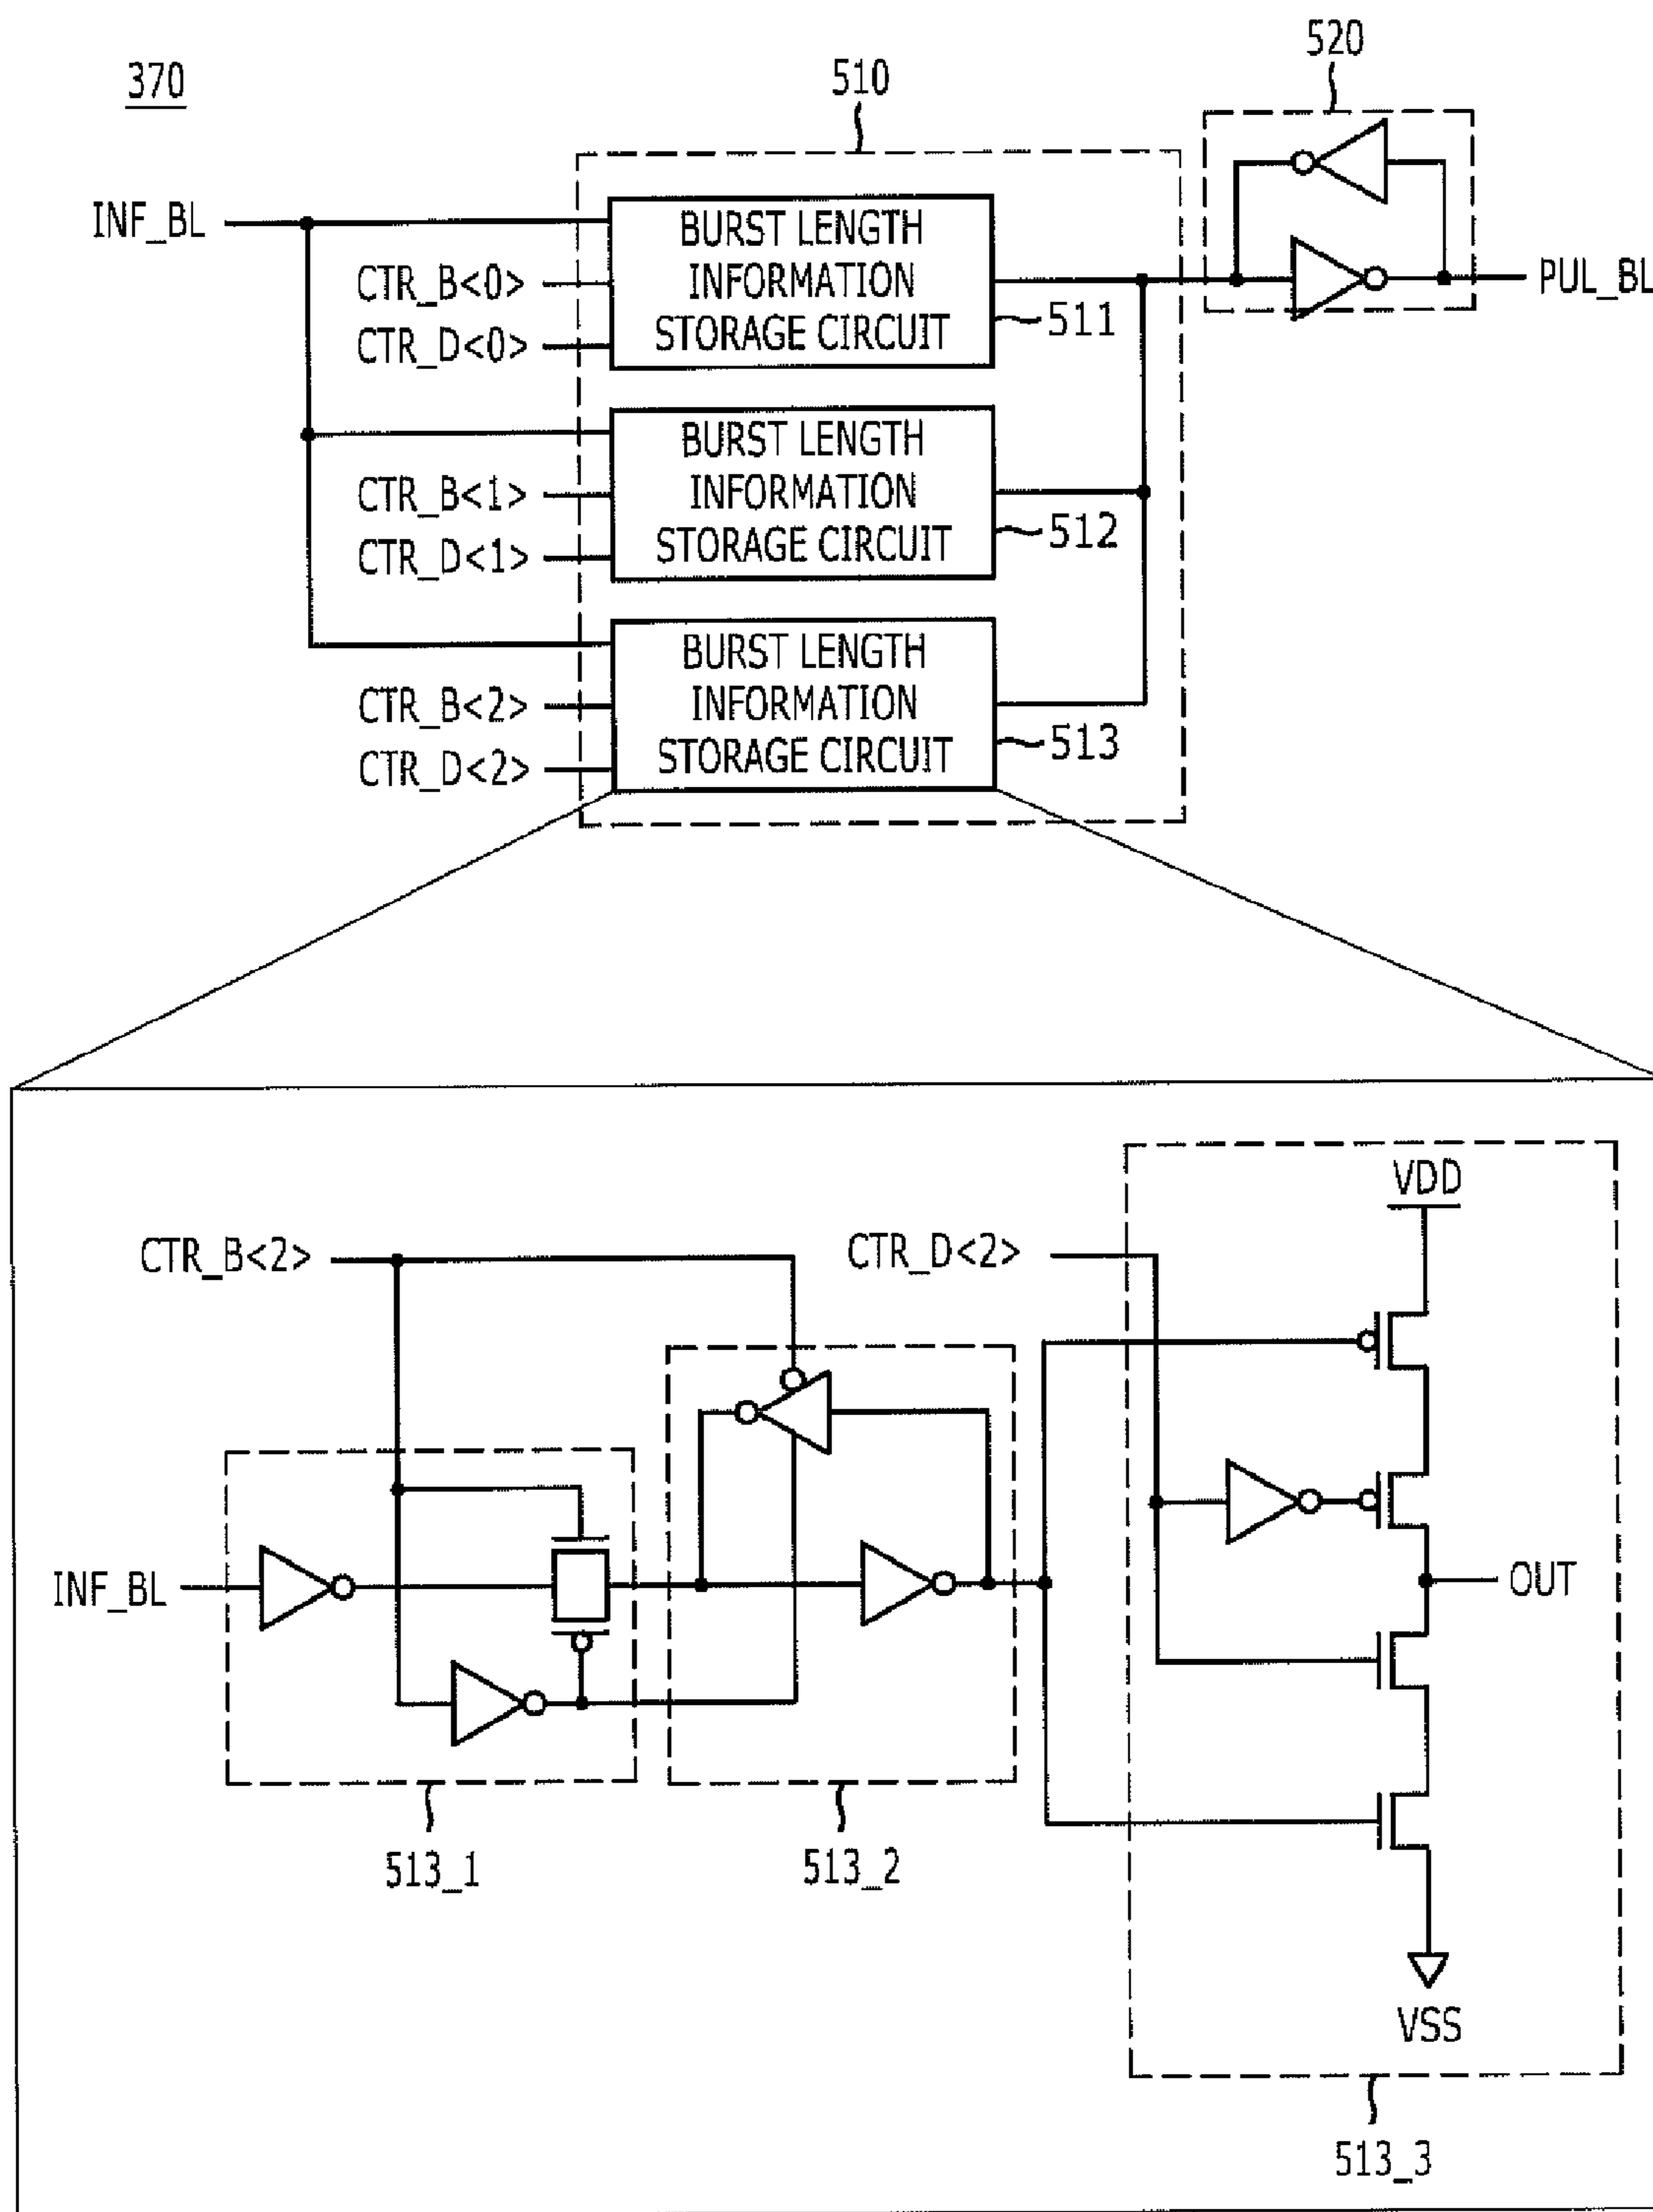 370
510
520
INF_BL
CTR_B<0>
CTR_D<0>
BURST LENGTH
INFORMATION
STORAGE CIRCUIT
511
PUL_BL
CTR_B<1>
CTR_D<1>
BURST LENGTH
INFORMATION
STORAGE CIRCUIT
512
CTR_B<2>
CTR_D<2>
BURST LENGTH
INFORMATION
STORAGE CIRCUIT
513
VDD
CTR_B<2>
CTR_D<2>
INF_BL
OUT
513_1
513_2
VSS
513_3